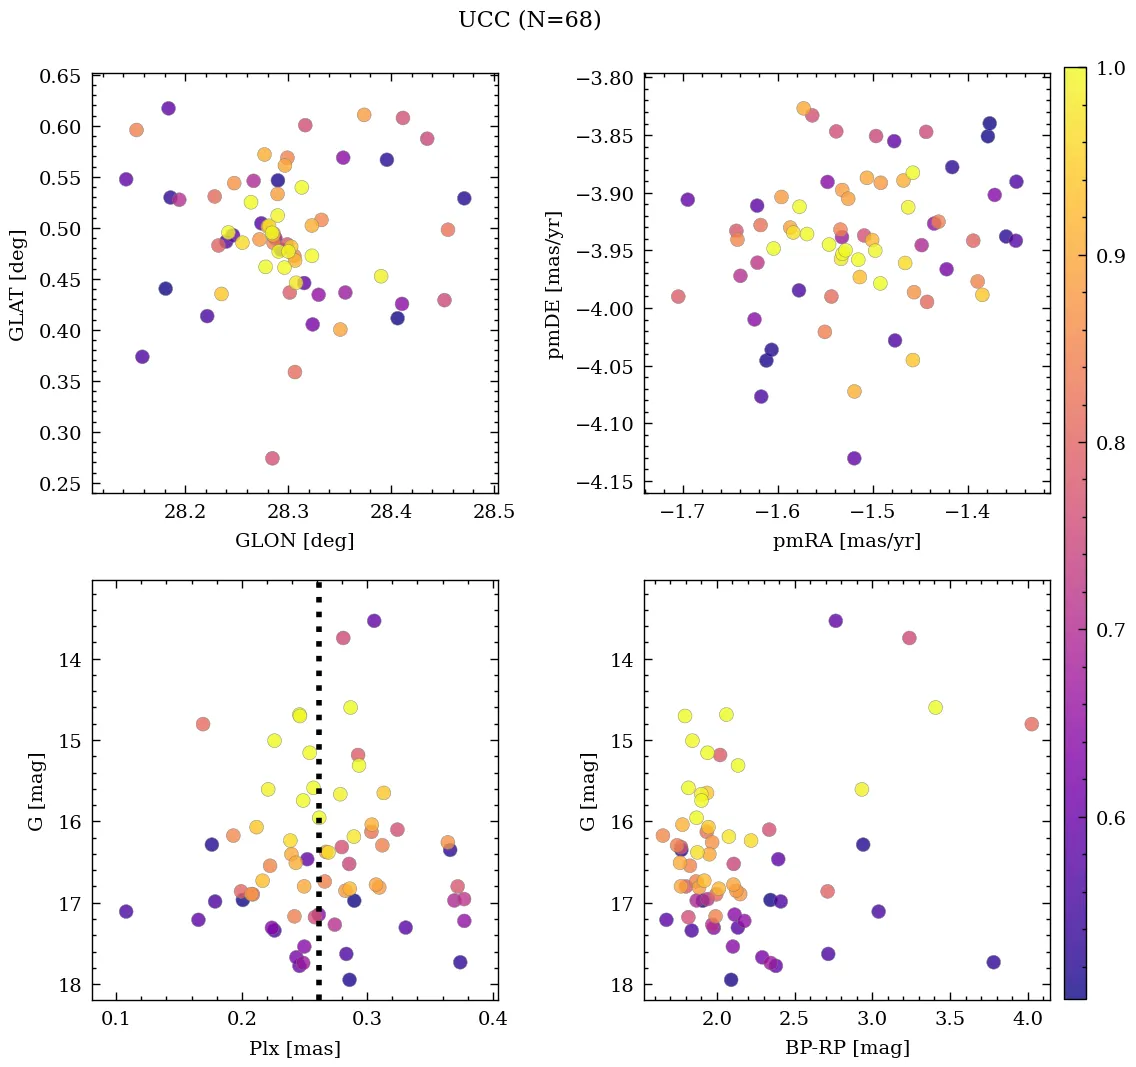 UCC (N=68)
0.65
0.60
0.55
0.50
0.45
0.40
0.35
0.30
0.25
GLAT [deg]
28.2 28.3 28.4 28.5
GLON [deg]
−3.80
−3.85
−3.90
−3.95
−4.00
−4.05
−4.10
−4.15
pmDE [mas/yr]
−1.7 −1.6 −1.5 −1.4
pmRA [mas/yr]
14
15
16
17
18
G [mag]
0.1 0.2 0.3 0.4
Plx [mas]
14
15
16
17
18
G [mag]
2.0 2.5 3.0 3.5 4.0
BP-RP [mag]
1.0
0.9
0.8
0.7
0.6